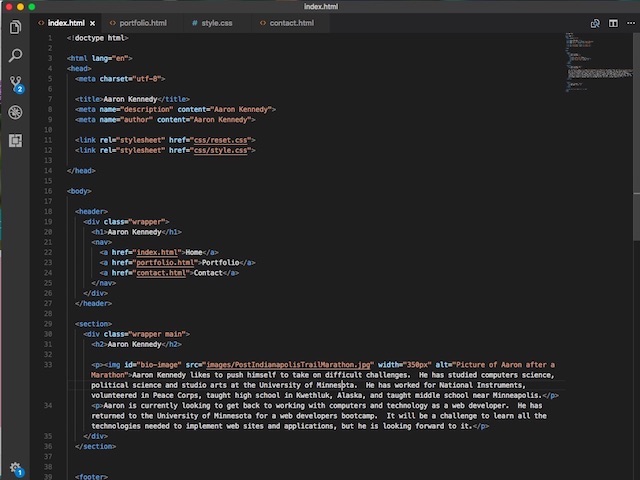 index.html
index.html portfolio.html style.css contact.html
1 <!doctype html>
2
3 <html lang="en">
4 <head>
5 <meta charset="utf-8">
6
7 <title>Aaron Kennedy</title>
8 <meta name="description" content="Aaron Kennedy">
9 <meta name="author" content="Aaron Kennedy">
10
11 <link rel="stylesheet" href="css/reset.css">
12 <link rel="stylesheet" href="css/style.css">
13
14 </head>
15
16 <body>
17
18 <header>
19 <div class="wrapper">
20 <h1>Aaron Kennedy</h1>
21 <nav>
22 <a href="index.html">Home</a>
23 <a href="portfolio.html">Portfolio</a>
24 <a href="contact.html">Contact</a>
25 </nav>
26 </div>
27 </header>
28
29 <section>
30 <div class="wrapper main">
31 <h2>Aaron Kennedy</h2>
32
33 <p><img id="bio-image" src="images/PostIndianapolisTrailMarathon.jpg" width="350px" alt="Picture of Aaron after a
Marathon">Aaron Kennedy likes to push himself to take on difficult challenges. He has studied computers science,
political science and studio arts at the University of Minnesota. He has worked for National Instruments,
volunteered in Peace Corps, taught high school in Kwethluk, Alaska, and taught middle school near Minneapolis.</p>
34 <p>Aaron is currently looking to get back to working with computers and technology as a web developer. He has
returned to the University of Minnesota for a web developers bootcamp. It will be a challenge to learn all the
technologies needed to implement web sites and applications, but he is looking forward to it.</p>
35 </div>
36 </section>
37
38
39 <footer>
2
1